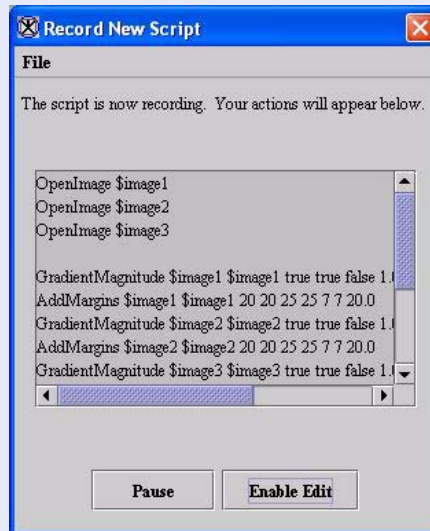 Record New Script
File
The script is now recording. Your actions will appear below.
OpenImage $image1
OpenImage $image2
OpenImage $image3
GradientMagnitude $image1 $image1 true true false 1.
AddMargins $image1 $image1 20 20 25 25 7 7 20.0
GradientMagnitude $image2 $image2 true true false 1.
AddMargins $image2 $image2 20 20 25 25 7 7 20.0
GradientMagnitude $image3 $image3 true true false 1.
Pause
Enable Edit